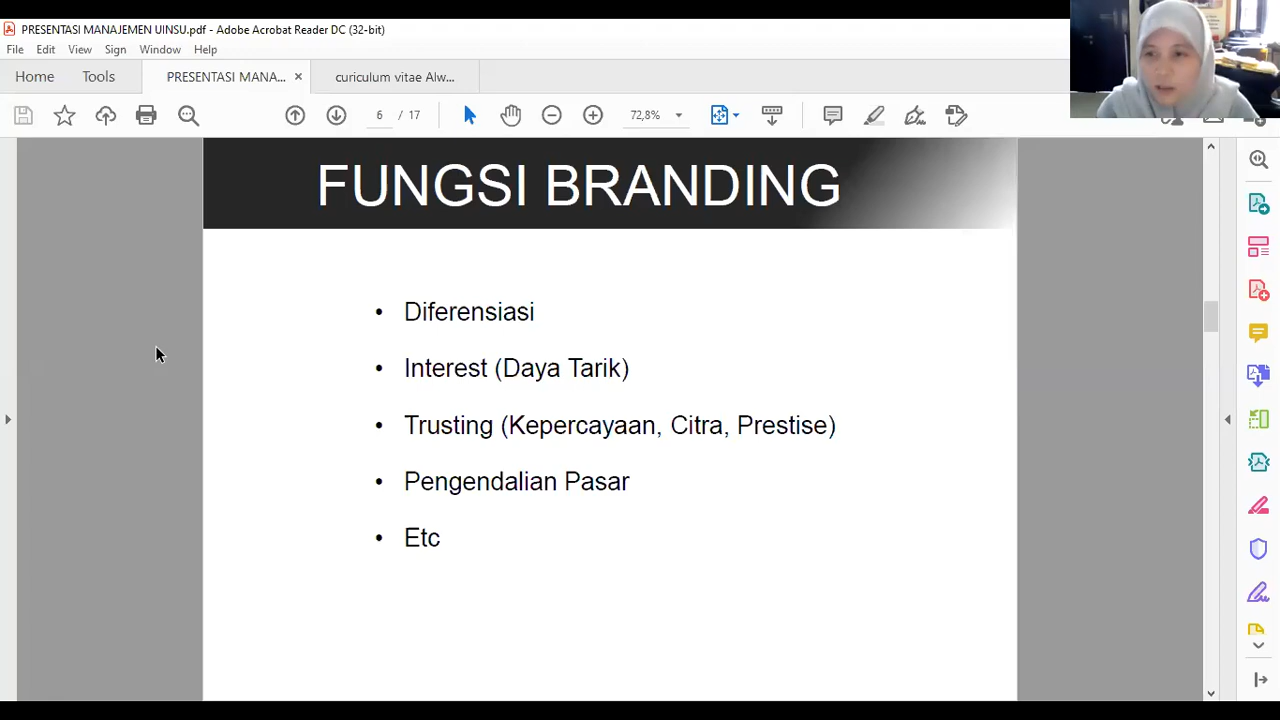 PRESENTASI MANAJEMEN UINSU.pdf - Adobe Acrobat Reader DC (32-bit)
File Edit View Sign Window Help
Home Tools PRESENTASI MANA... curiculum vitae Alw...
6 / 17 72,8%
FUNGSI BRANDING
• Diferensiasi
• Interest (Daya Tarik)
• Trusting (Kepercayaan, Citra, Prestise)
• Pengendalian Pasar
• Etc